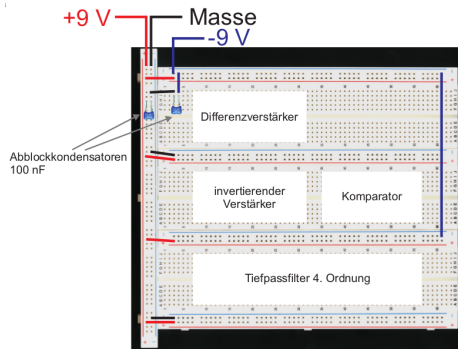 +9 V
Masse
-9 V
Differenzverstärker
Abblockkondensatoren
100 nF
invertierender
Verstärker
Komparator
Tiefpassfilter 4. Ordnung